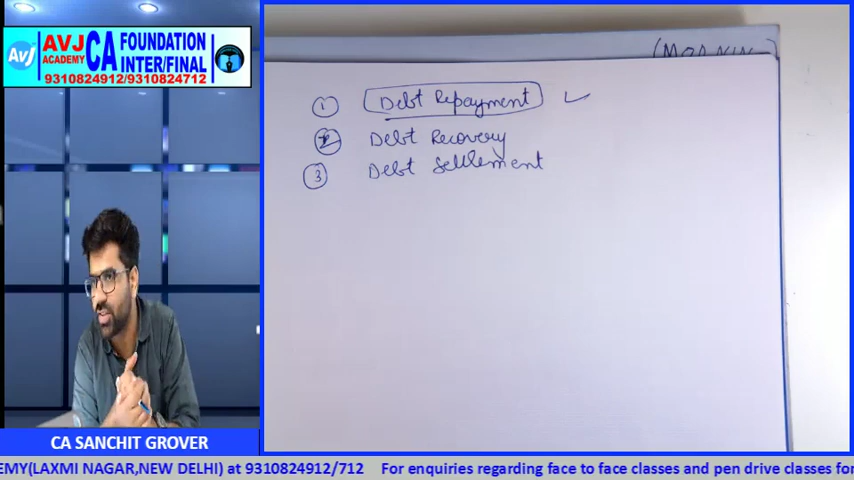 AVJ
ACADEMY
CA
FOUNDATION
INTER/FINAL
9310824912/9310824712
AVJ
① Debt Repayment ✓
② Debt Recovery
③ Debt Settlement
CA SANCHIT GROVER
EMY(LAXMI NAGAR,NEW DELHI) at 9310824912/712 For enquiries regarding face to face classes and pen drive classes for